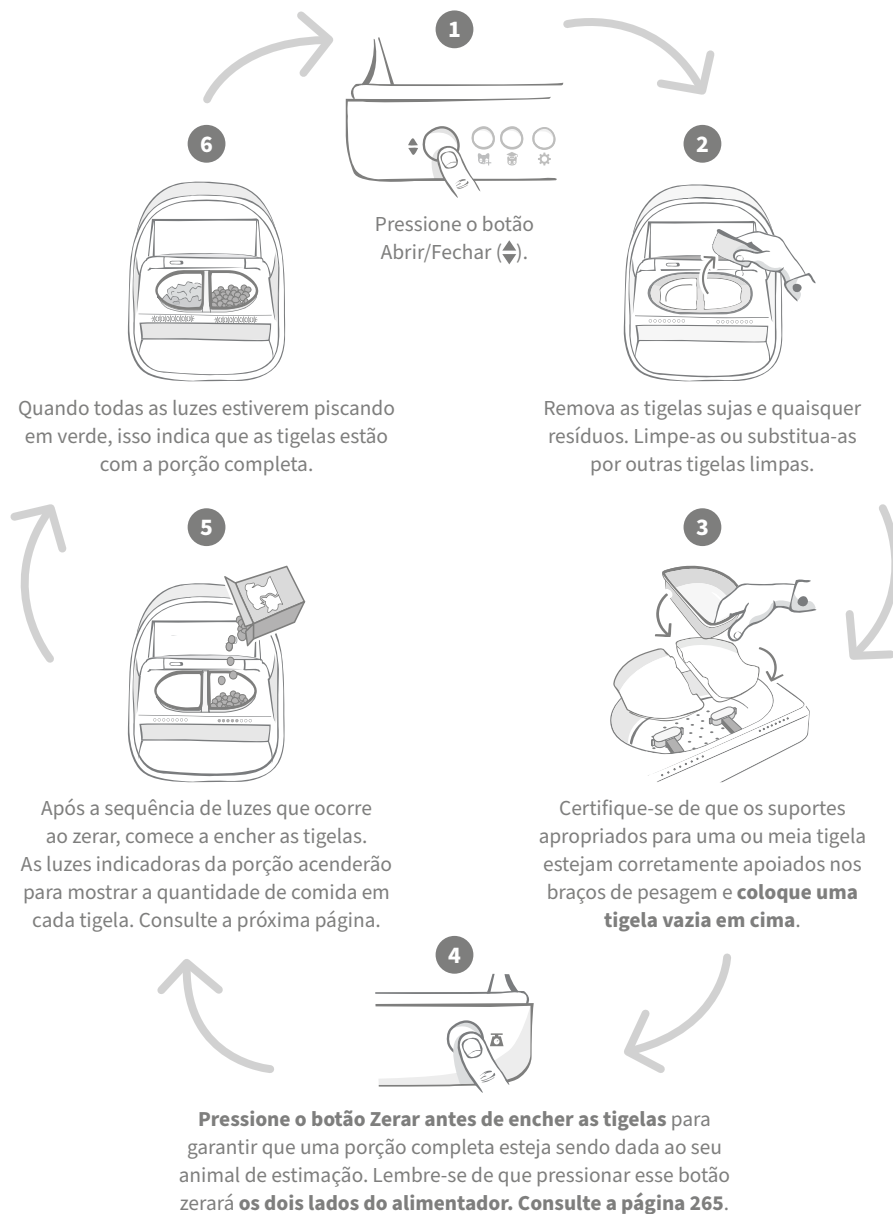 1
Pressione o botão
Abrir/Fechar (♦).
2
Remova as tigelas sujas e quaisquer
resíduos. Limpe-as ou substitua-as
por outras tigelas limpas.
3
Certifique-se de que os suportes
apropriados para uma ou meia tigela
estejam corretamente apoiados nos
braços de pesagem e coloque uma
tigela vazia em cima.
4
Pressione o botão Zerar antes de encher as tigelas para
garantir que uma porção completa esteja sendo dada ao seu
animal de estimação. Lembre-se de que pressionar esse botão
zerará os dois lados do alimentador. Consulte a página 265.
5
Após a sequência de luzes que ocorre
ao zerar, comece a encher as tigelas.
As luzes indicadoras da porção acenderão
para mostrar a quantidade de comida em
cada tigela. Consulte a próxima página.
6
Quando todas as luzes estiverem piscando
em verde, isso indica que as tigelas estão
com a porção completa.